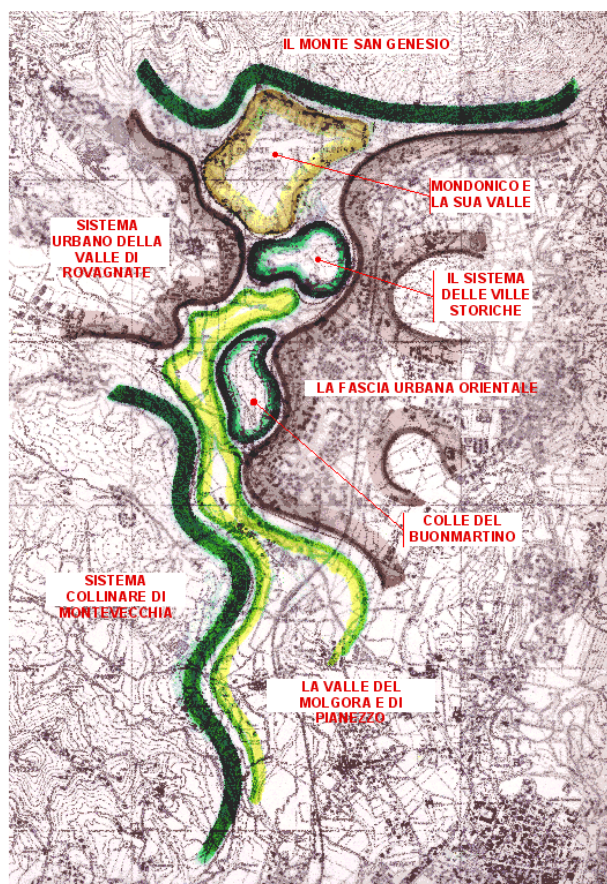 IL MONTE SAN GENESIO
MONDONICO E
LA SUA VALLE
SISTEMA
URBANO DELLA
VALLE DI
ROVAGNATE
IL SISTEMA
DELLE VILLE
STORICHE
LA FASCIA URBANA ORIENTALE
COLLE DEL
BUONMARTINO
SISTEMA
COLLINARE DI
MONTEVECCHIA
LA VALLE DEL
MOLGORA E DI
PIANEZZO